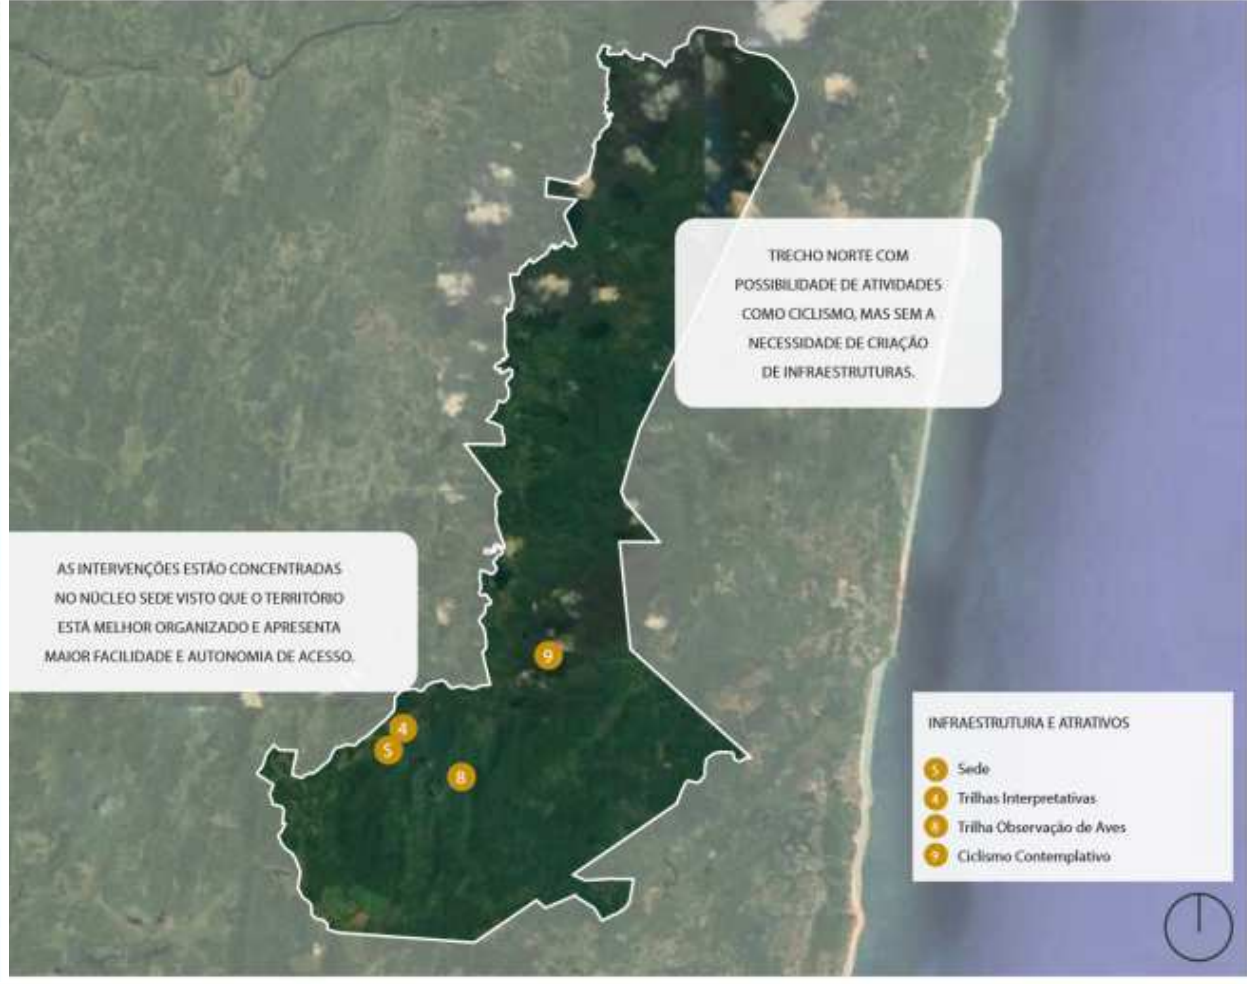 TRECHO NORTE COM
POSSIBILIDADE DE ATIVIDADES
COMO CICLISMO, MAS SEM A
NECESSIDADE DE CRIAÇÃO
DE INFRAESTRUTURAS.
AS INTERVENÇÕES ESTÃO CONCENTRADAS
NO NÚCLEO SEDE VISTO QUE O TERRITÓRIO
ESTÁ MELHOR ORGANIZADO E APRESENTA
MAIOR FACILIDADE E AUTONOMIA DE ACESSO.
9
4
5
8
INFRAESTRUTURA E ATRATIVOS
5 Sede
4 Trilhas Interpretativas
8 Trilha Observação de Aves
9 Ciclismo Contemplativo